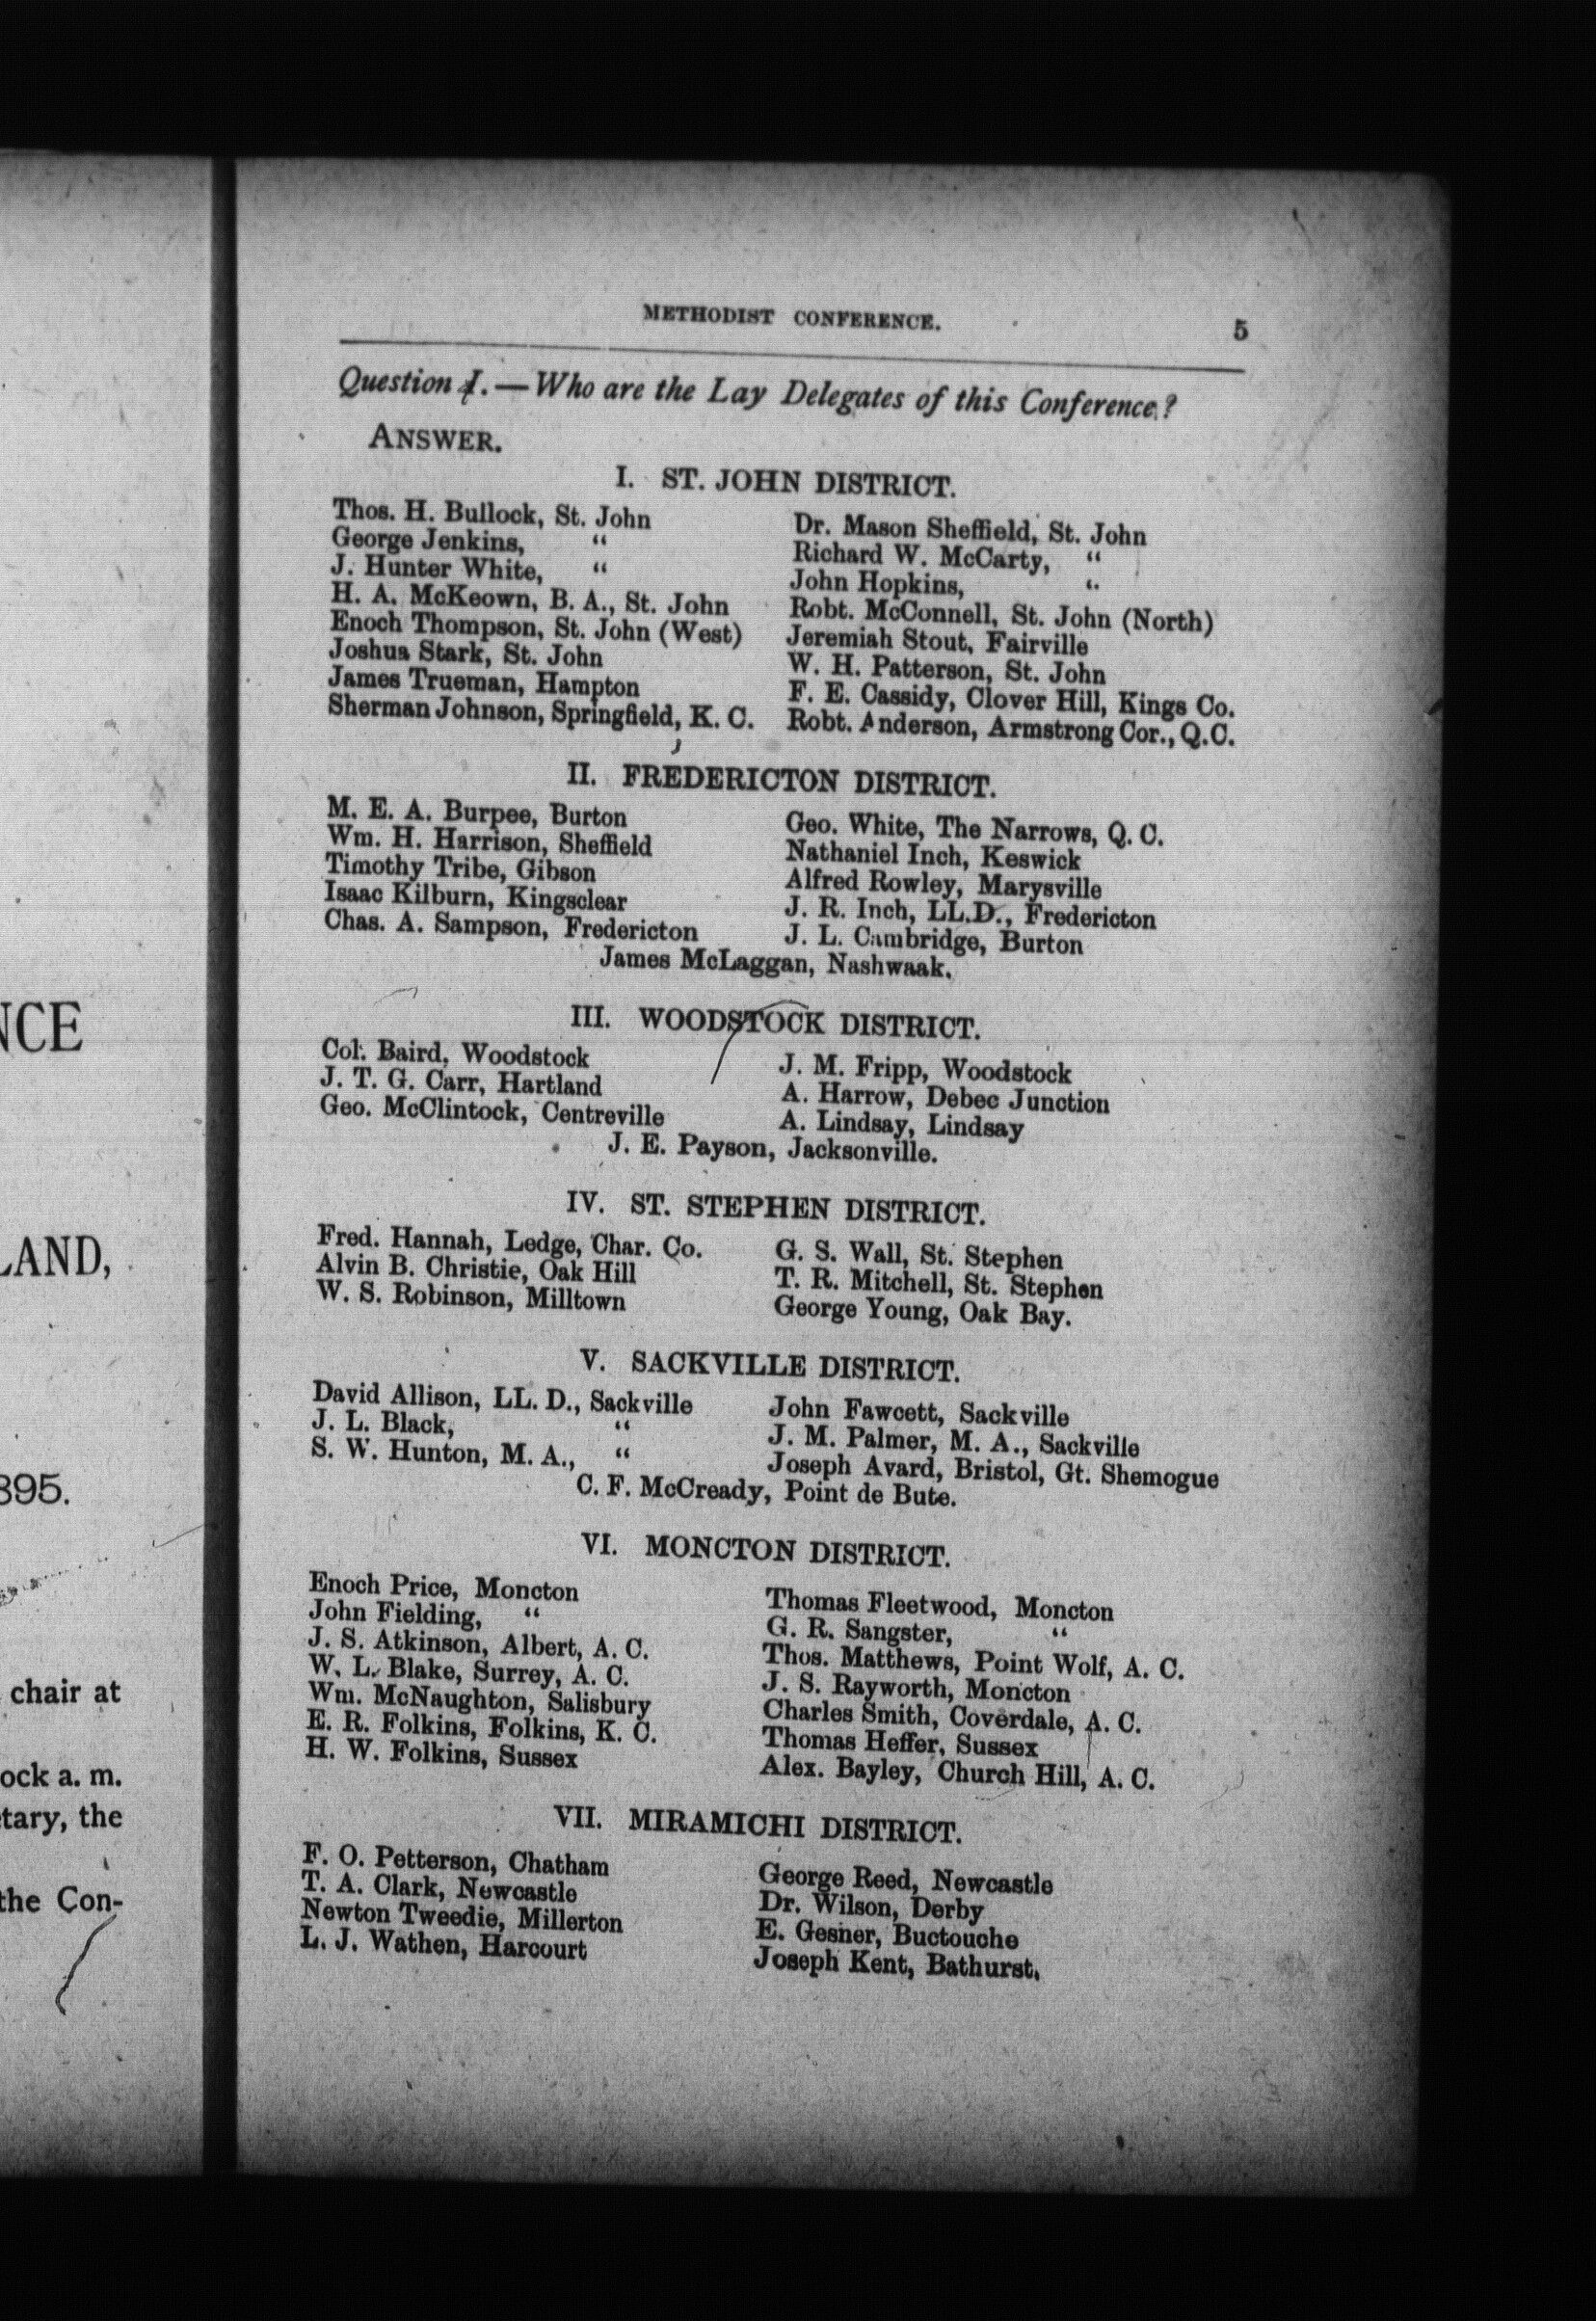 NCE
LAND,
895.
chair at
ock a. m.
tary, the
the Con-
METHODIST CONFERENCE. 5
Question I.—Who are the Lay Delegates of this Conference?
ANSWER.
I. ST. JOHN DISTRICT.
Thos. H. Bullock, St. John
George Jenkins, “
J. Hunter White, “
H. A. McKeown, B. A., St. John
Enoch Thompson, St. John (West)
Joshua Stark, St. John
James Trueman, Hampton
Sherman Johnson, Springfield, K. C.
Dr. Mason Sheffield, St. John
Richard W. McCarty, “
John Hopkins, “
Robt. McConnell, St. John (North)
Jeremiah Stout, Fairville
W. H. Patterson, St. John
F. E. Cassidy, Clover Hill, Kings Co.
Robt. Anderson, Armstrong Cor., Q.C.
II. FREDERICTON DISTRICT.
M. E. A. Burpee, Burton
Wm. H. Harrison, Sheffield
Timothy Tribe, Gibson
Isaac Kilburn, Kingsclear
Chas. A. Sampson, Fredericton
Geo. White, The Narrows, Q. C.
Nathaniel Inch, Keswick
Alfred Rowley, Marysville
J. R. Inch, LL.D., Fredericton
J. L. Cambridge, Burton
James McLaggan, Nashwaak.
III. WOODSTOCK DISTRICT.
Col. Baird, Woodstock
J. T. G. Carr, Hartland
Geo. McClintock, Centreville
J. M. Fripp, Woodstock
A. Harrow, Debec Junction
A. Lindsay, Lindsay
J. E. Payson, Jacksonville.
IV. ST. STEPHEN DISTRICT.
Fred. Hannah, Ledge, Char. Co.
Alvin B. Christie, Oak Hill
W. S. Robinson, Milltown
G. S. Wall, St. Stephen
T. R. Mitchell, St. Stephen
George Young, Oak Bay.
V. SACKVILLE DISTRICT.
David Allison, LL. D., Sackville
J. L. Black, “
S. W. Hunton, M. A., “
John Fawcett, Sackville
J. M. Palmer, M. A., Sackville
Joseph Avard, Bristol, Gt. Shemogue
C. F. McCready, Point de Bute.
VI. MONCTON DISTRICT.
Enoch Price, Moncton
John Fielding, “
J. S. Atkinson, Albert, A. C.
W. L. Blake, Surrey, A. C.
Wm. McNaughton, Salisbury
E. R. Folkins, Folkins, K. C.
H. W. Folkins, Sussex
Thomas Fleetwood, Moncton
G. R. Sangster, “
Thos. Matthews, Point Wolf, A. C.
J. S. Rayworth, Moncton
Charles Smith, Coverdale, A. C.
Thomas Heffer, Sussex
Alex. Bayley, Church Hill, A. C.
VII. MIRAMICHI DISTRICT.
F. O. Petterson, Chatham
T. A. Clark, Newcastle
Newton Tweedie, Millerton
L. J. Wathen, Harcourt
George Reed, Newcastle
Dr. Wilson, Derby
E. Gesner, Buctouche
Joseph Kent, Bathurst.